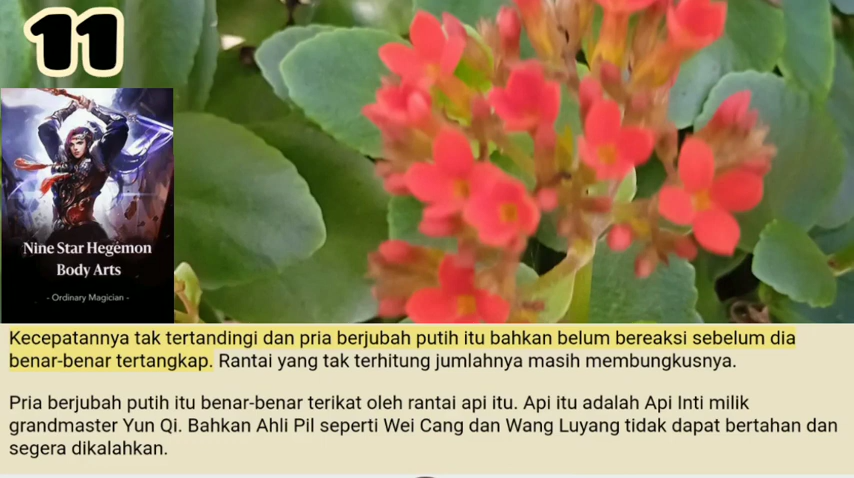 11
Nine Star Hegemon
Body Arts
- Ordinary Magician -
Kecepatannya tak tertandingi dan pria berjubah putih itu bahkan belum bereaksi sebelum dia
benar-benar tertangkap. Rantai yang tak terhitung jumlahnya masih membungkusnya.
Pria berjubah putih itu benar-benar terikat oleh rantai api itu. Api itu adalah Api Inti milik
grandmaster Yun Qi. Bahkan Ahli Pil seperti Wei Cang dan Wang Luyang tidak dapat bertahan dan
segera dikalahkan.